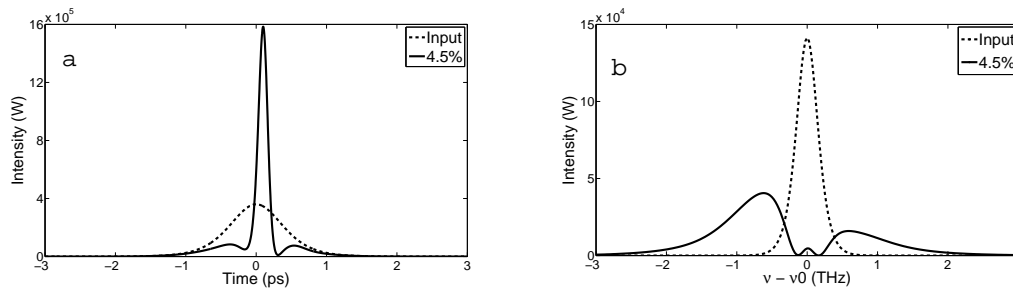 16 x 10^5
12
8
4
0
Intensity (W)
a
Input
4.5%
−3 −2 −1 0 1 2 3
Time (ps)
15 x 10^4
10
5
0
Intensity (W)
b
Input
4.5%
−3 −2 −1 0 1 2
ν − ν0 (THz)